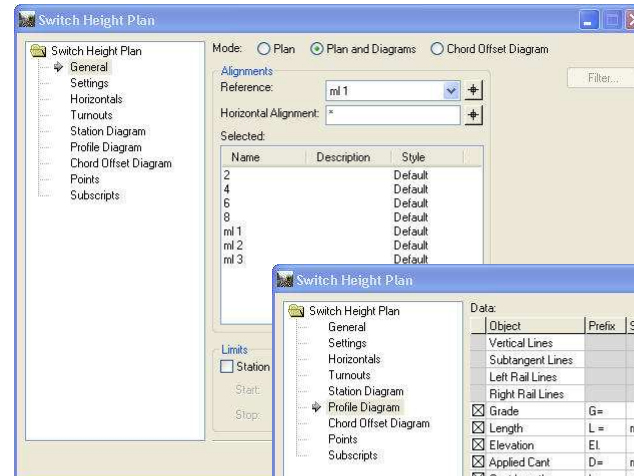 Switch Height Plan
Switch Height Plan
General
Settings
Horizontals
Turnouts
Station Diagram
Profile Diagram
Chord Offset Diagram
Points
Subscripts
Mode: Plan Plan and Diagrams Chord Offset Diagram
Alignments
Reference: ml 1
Filter...
Horizontal Alignment: *
Selected:
Name Description Style
2 Default
4 Default
6 Default
8 Default
ml 1 Default
ml 2 Default
ml 3 Default
Limits
Station
Start:
Stop:
Switch Height Plan
Switch Height Plan
General
Settings
Horizontals
Turnouts
Station Diagram
Profile Diagram
Chord Offset Diagram
Points
Subscripts
Data:
Object Prefix S
Vertical Lines
Subtangent Lines
Left Rail Lines
Right Rail Lines
Grade G=
Length L =
Elevation El.
Applied Cant D=